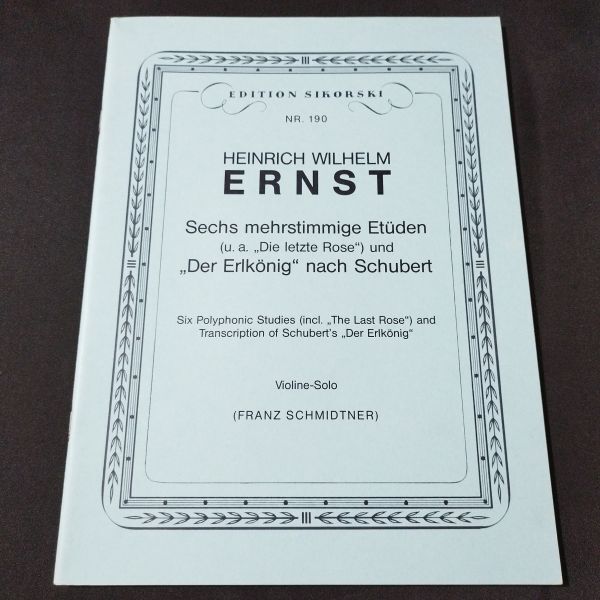 EDITION SIKORSKI
NR. 190
HEINRICH WILHELM
ERNST
Sechs mehrstimmige Etüden
(u. a. „Die letzte Rose“) und
„Der Erlkönig“ nach Schubert
Six Polyphonic Studies (incl. „The Last Rose“) and
Transcription of Schubert's „Der Erlkönig“
Violine-Solo
(FRANZ SCHMIDTNER)